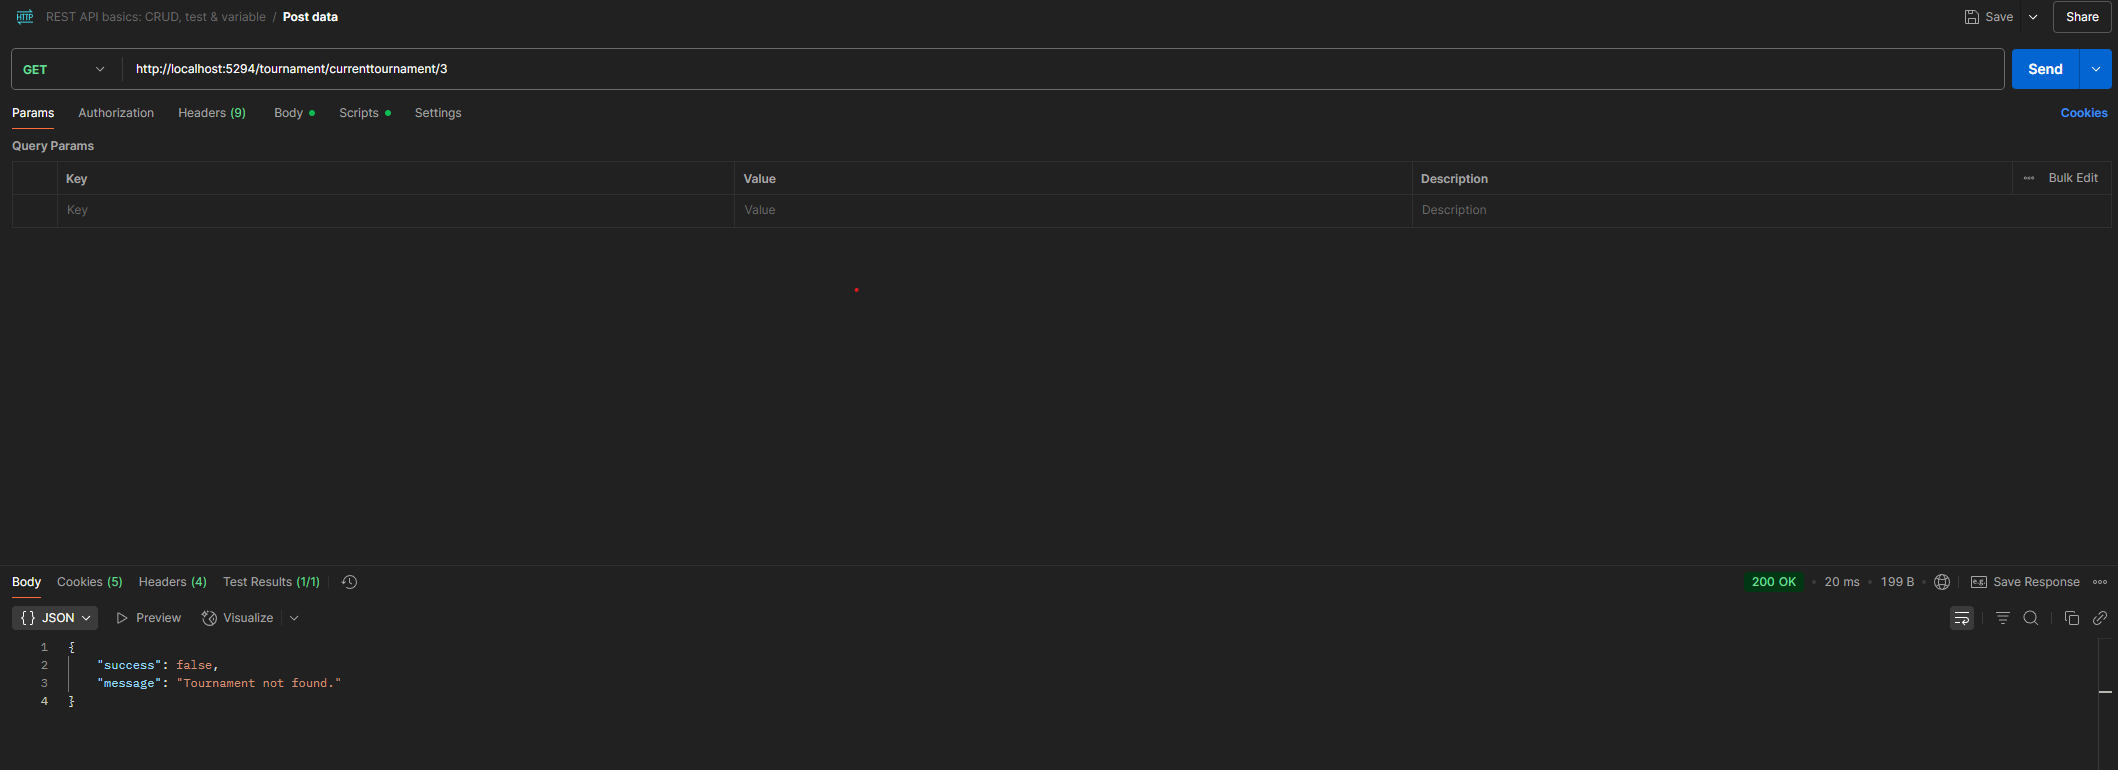 HTTP REST API basics: CRUD, test & variable / Post data Save Share
GET http://localhost:5294/tournament/currenttournament/3 Send
Params Authorization Headers (9) Body Scripts Settings Cookies
Query Params
Key Value Description ••• Bulk Edit
Key Value Description
Body Cookies (5) Headers (4) Test Results (1/1) 200 OK • 20 ms • 199 B e.g. Save Response
{} JSON Preview Visualize
1 {
2 "success": false,
3 "message": "Tournament not found."
4 }